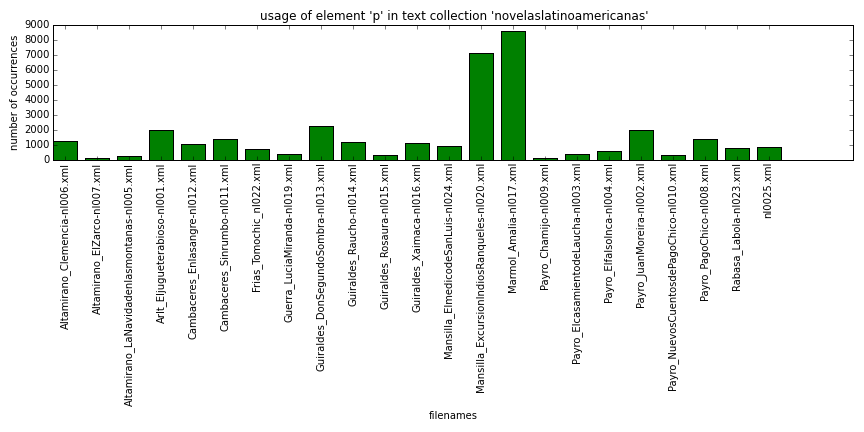 usage of element 'p' in text collection 'novelaslatinoamericanas'
number of occurrences
9000
8000
7000
6000
5000
4000
3000
2000
1000
0
Altamirano_Clemencia-nl006.xml
Altamirano_ElZarco-nl007.xml
Altamirano_LaNavidadenlasmontanas-nl005.xml
Arlt_Eljugueterabioso-nl001.xml
Cambaceres_Enlasangre-nl012.xml
Cambaceres_Sinrumbo-nl011.xml
Frias_Tomochic_nl022.xml
Guerra_LuciaMiranda-nl019.xml
Guiraldes_DonSegundoSombra-nl013.xml
Guiraldes_Raucho-nl014.xml
Guiraldes_Rosaura-nl015.xml
Guiraldes_Xaimaca-nl016.xml
Mansilla_ElmedicodeSanLuis-nl024.xml
Mansilla_ExcursionIndiosRanqueles-nl020.xml
Marmol_Amalia-nl017.xml
Payro_Chamijo-nl009.xml
Payro_ElcasamientodeLaucha-nl003.xml
Payro_ElfalsoInca-nl004.xml
Payro_JuanMoreira-nl002.xml
Payro_NuevosCuentosdePagoChico-nl010.xml
Payro_PagoChico-nl008.xml
Rabasa_Labola-nl023.xml
nl0025.xml
filenames